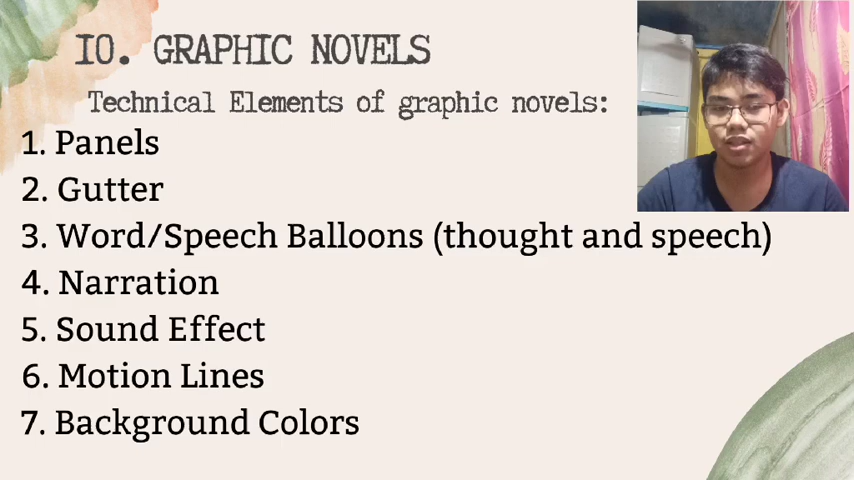 IO. GRAPHIC NOVELS
Technical Elements of graphic novels:
1. Panels
2. Gutter
3. Word/Speech Balloons (thought and speech)
4. Narration
5. Sound Effect
6. Motion Lines
7. Background Colors